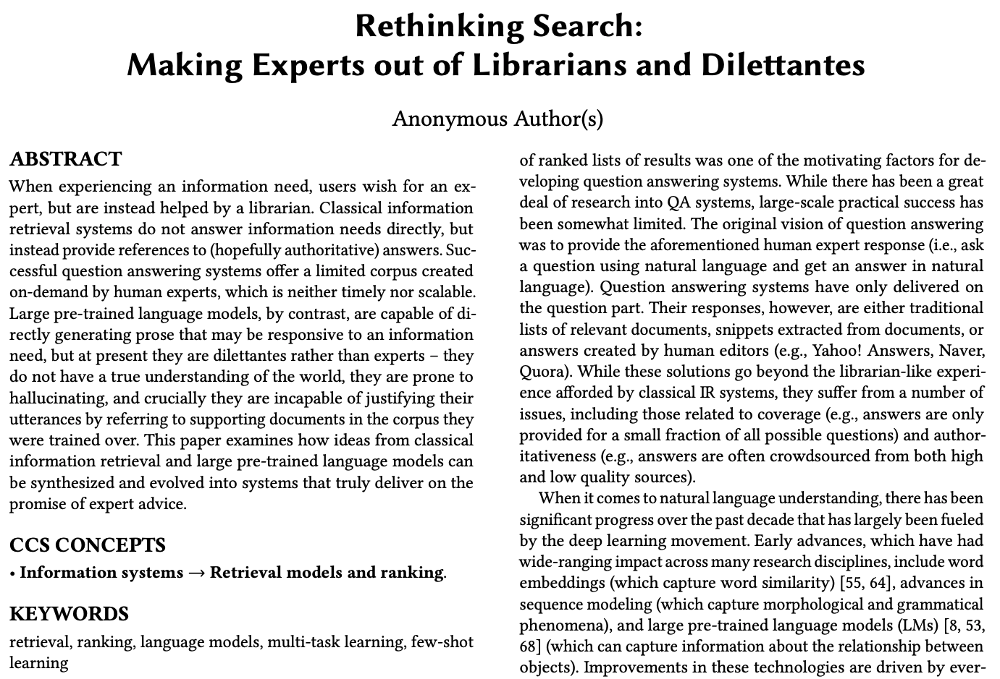 Rethinking Search:
Making Experts out of Librarians and Dilettantes
Anonymous Author(s)
ABSTRACT
When experiencing an information need, users wish for an ex-
pert, but are instead helped by a librarian. Classical information
retrieval systems do not answer information needs directly, but
instead provide references to (hopefully authoritative) answers. Suc-
cessful question answering systems offer a limited corpus created
on-demand by human experts, which is neither timely nor scalable.
Large pre-trained language models, by contrast, are capable of di-
rectly generating prose that may be responsive to an information
need, but at present they are dilettantes rather than experts – they
do not have a true understanding of the world, they are prone to
hallucinating, and crucially they are incapable of justifying their
utterances by referring to supporting documents in the corpus they
were trained over. This paper examines how ideas from classical
information retrieval and large pre-trained language models can
be synthesized and evolved into systems that truly deliver on the
promise of expert advice.
CCS CONCEPTS
• Information systems → Retrieval models and ranking.
KEYWORDS
retrieval, ranking, language models, multi-task learning, few-shot
learning
of ranked lists of results was one of the motivating factors for de-
veloping question answering systems. While there has been a great
deal of research into QA systems, large-scale practical success has
been somewhat limited. The original vision of question answering
was to provide the aforementioned human expert response (i.e., ask
a question using natural language and get an answer in natural
language). Question answering systems have only delivered on
the question part. Their responses, however, are either traditional
lists of relevant documents, snippets extracted from documents, or
answers created by human editors (e.g., Yahoo! Answers, Naver,
Quora). While these solutions go beyond the librarian-like experi-
ence afforded by classical IR systems, they suffer from a number of
issues, including those related to coverage (e.g., answers are only
provided for a small fraction of all possible questions) and author-
itativeness (e.g., answers are often crowdsourced from both high
and low quality sources).
When it comes to natural language understanding, there has been
significant progress over the past decade that has largely been fueled
by the deep learning movement. Early advances, which have had
wide-ranging impact across many research disciplines, include word
embeddings (which capture word similarity) [55, 64], advances in
sequence modeling (which capture morphological and grammatical
phenomena), and large pre-trained language models (LMs) [8, 53,
68] (which can capture information about the relationship between
objects). Improvements in these technologies are driven by ever-